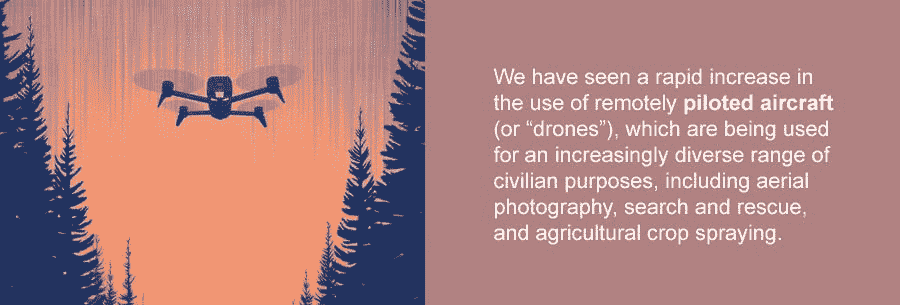 We have seen a rapid increase in
the use of remotely piloted aircraft
(or “drones”), which are being used
for an increasingly diverse range of
civilian purposes, including aerial
photography, search and rescue,
and agricultural crop spraying.